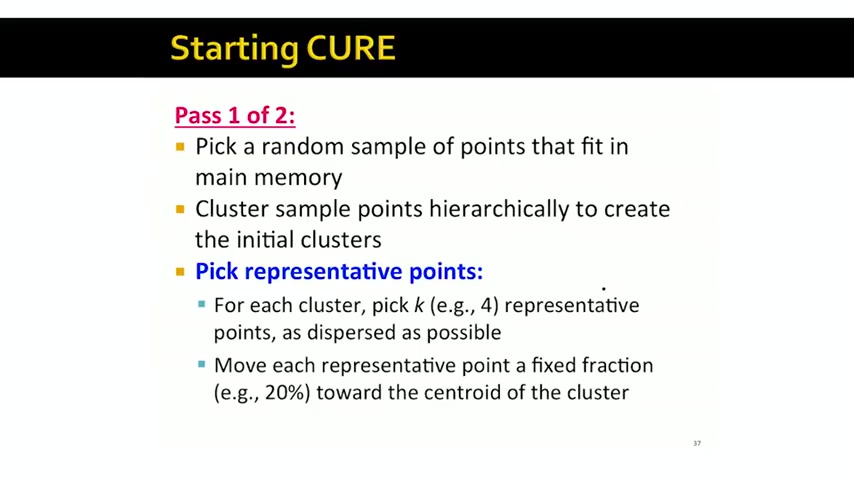 Starting CURE
Pass 1 of 2:
Pick a random sample of points that fit in
main memory
Cluster sample points hierarchically to create
the initial clusters
Pick representative points:
For each cluster, pick k (e.g., 4) representative
points, as dispersed as possible
Move each representative point a fixed fraction
(e.g., 20%) toward the centroid of the cluster
37